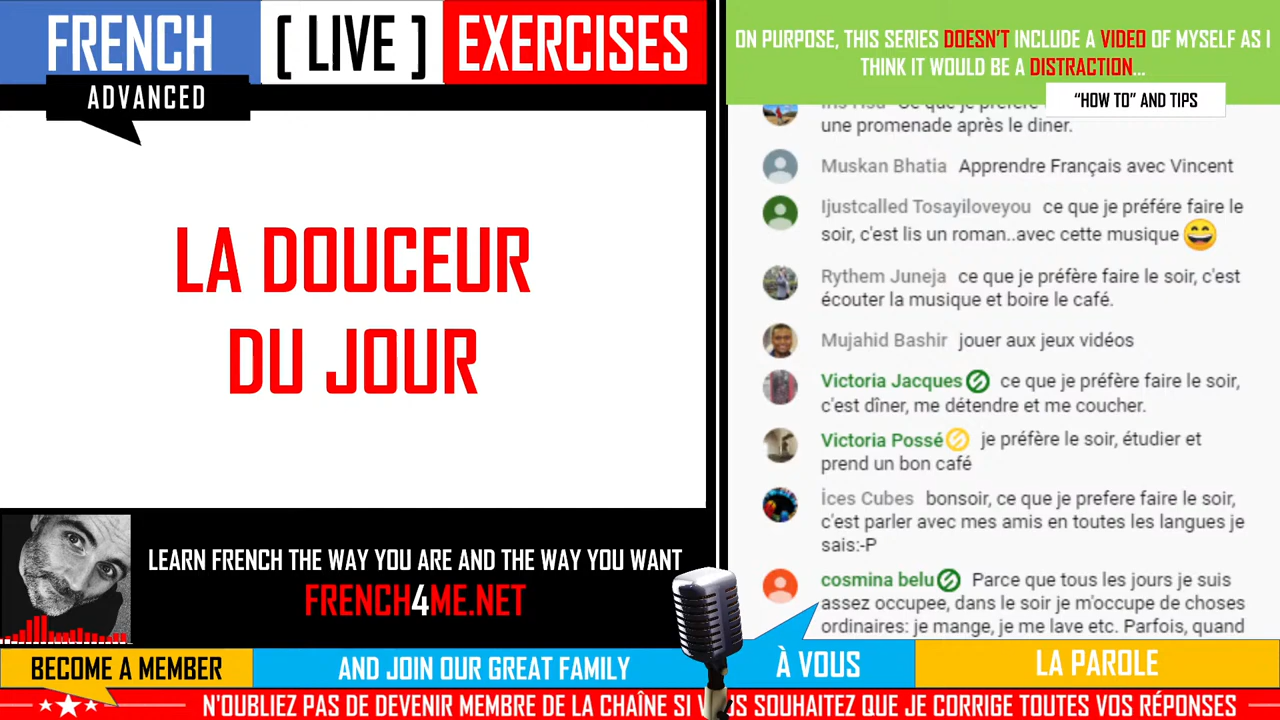 FRENCH [ LIVE ] EXERCISES
ADVANCED
LA DOUCEUR
DU JOUR
LEARN FRENCH THE WAY YOU ARE AND THE WAY YOU WANT
FRENCH4ME.NET
ON PURPOSE, THIS SERIES DOESN'T INCLUDE A VIDEO OF MYSELF AS I
THINK IT WOULD BE A DISTRACTION...
"HOW TO" AND TIPS
Ce que je préfère
une promenade après le diner.
Muskan Bhatia Apprendre Français avec Vincent
Ijustcalled Tosayiloveyou ce que je préfére faire le
soir, c'est lis un roman..avec cette musique 😄
Rythem Juneja ce que je préfère faire le soir, c'est
écouter la musique et boire le café.
Mujahid Bashir jouer aux jeux vidéos
Victoria Jacques ce que je préfère faire le soir,
c'est dîner, me détendre et me coucher.
Victoria Possé je préfère le soir, étudier et
prend un bon café
İces Cubes bonsoir, ce que je prefere faire le soir,
c'est parler avec mes amis en toutes les langues je
sais:-P
cosmina belu Parce que tous les jours je suis
assez occupee, dans le soir je m'occupe de choses
ordinaires: je mange, je me lave etc. Parfois, quand
BECOME A MEMBER AND JOIN OUR GREAT FAMILY À VOUS LA PAROLE
N'OUBLIEZ PAS DE DEVENIR MEMBRE DE LA CHAÎNE SI VOUS SOUHAITEZ QUE JE CORRIGE TOUTES VOS RÉPONSES